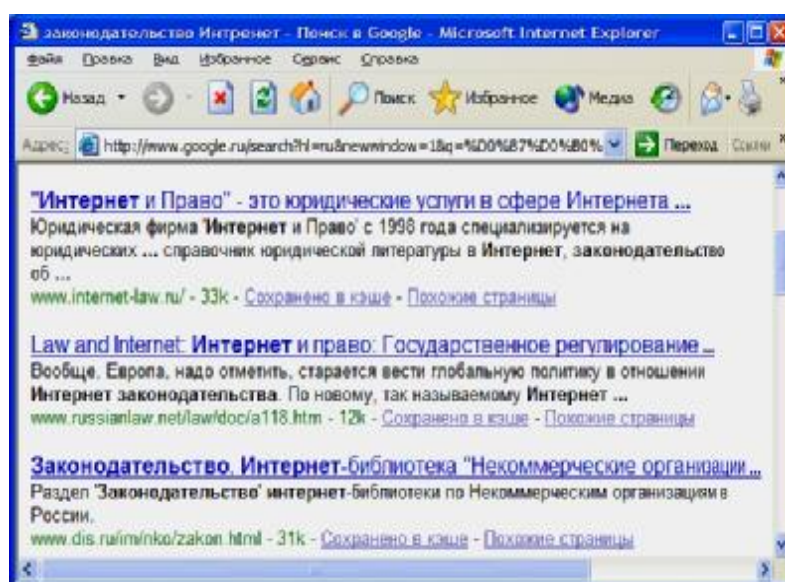 законодательство Интренет - Поиск в Google - Microsoft Internet Explorer
Файл Правка Вид Избранное Сервис Справка
Назад Поиск Избранное Медиа
Адрес: http://www.google.ru/search?hl=ru&newwindow=1&q=%D0%B7%D0%B0% Переход Ссылки
"Интернет и Право" - это юридические услуги в сфере Интернета ...
Юридическая фирма 'Интернет и Право' с 1998 года специализируется на
юридических ... справочник юридической литературы в Интернет, законодательство
об ...
www.internet-law.ru/ - 33k - Сохранено в кэше - Похожие страницы
Law and Internet: Интернет и право: Государственное регулирование ...
Вообще, Европа, надо отметить, старается вести глобальную политику в отношении
Интернет законодательства. По новому, так называемому Интернет ...
www.russianlaw.net/law/doc/a118.htm - 12k - Сохранено в кэше - Похожие страницы
Законодательство, Интернет-библиотека "Некоммерческие организации ...
Раздел 'Законодательство' интернет-библиотеки по Некоммерческим организациям в
России.
www.dis.ru/im/nko/zakon.html - 31k - Сохранено в кэше - Похожие страницы